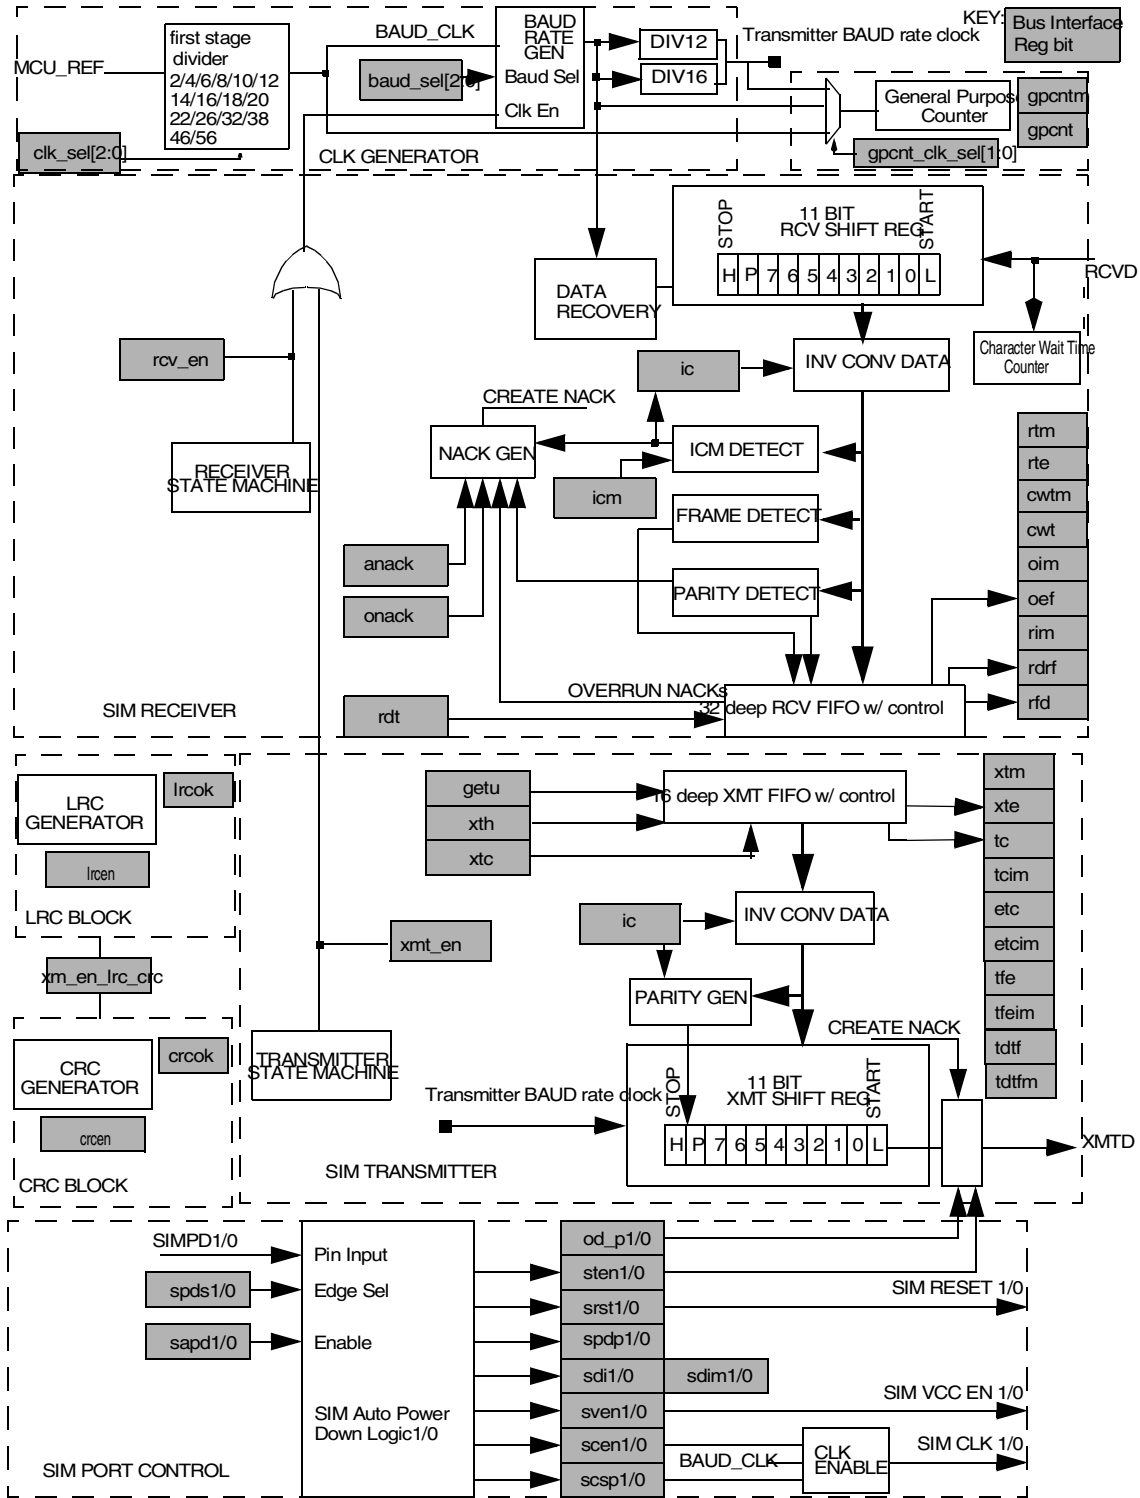 KEY:
Bus Interface
Reg bit
MCU_REF
first stage
divider
2/4/6/8/10/12
14/16/18/20
22/26/32/38
46/56
clk_sel[2:0]
BAUD_CLK
baud_sel[2:0]
BAUD
RATE
GEN
Baud Sel
Clk En
DIV12
DIV16
Transmitter BAUD rate clock
General Purpose
Counter
gpcntm
gpcnt
gpcnt_clk_sel[1:0]
CLK GENERATOR
STOP
11 BIT
RCV SHIFT REG
START
H P 7 6 5 4 3 2 1 0 L
RCVD
DATA
RECOVERY
Character Wait Time
Counter
rcv_en
ic
INV CONV DATA
CREATE NACK
NACK GEN
ICM DETECT
icm
RECEIVER
STATE MACHINE
FRAME DETECT
anack
onack
PARITY DETECT
rtm
rte
cwtm
cwt
oim
oef
rim
rdrf
rfd
OVERRUN NACKs
rdt
32 deep RCV FIFO w/ control
SIM RECEIVER
LRC
GENERATOR
lrcok
lrcen
LRC BLOCK
xm_en_lrc_crc
CRC
GENERATOR
crcok
crcen
CRC BLOCK
getu
xth
xtc
16 deep XMT FIFO w/ control
xtm
xte
tc
tcim
etc
etcim
tfe
tfeim
tdtf
tdtfm
ic
INV CONV DATA
xmt_en
PARITY GEN
CREATE NACK
TRANSMITTER
STATE MACHINE
Transmitter BAUD rate clock
STOP
11 BIT
XMT SHIFT REG
START
H P 7 6 5 4 3 2 1 0 L
XMTD
SIM TRANSMITTER
SIMPD1/0
spds1/0
sapd1/0
Pin Input
Edge Sel
Enable
SIM Auto Power
Down Logic1/0
od_p1/0
sten1/0
srst1/0
spdp1/0
sdi1/0
sdim1/0
sven1/0
scen1/0
scsp1/0
SIM RESET 1/0
SIM VCC EN 1/0
BAUD_CLK
CLK
ENABLE
SIM CLK 1/0
SIM PORT CONTROL